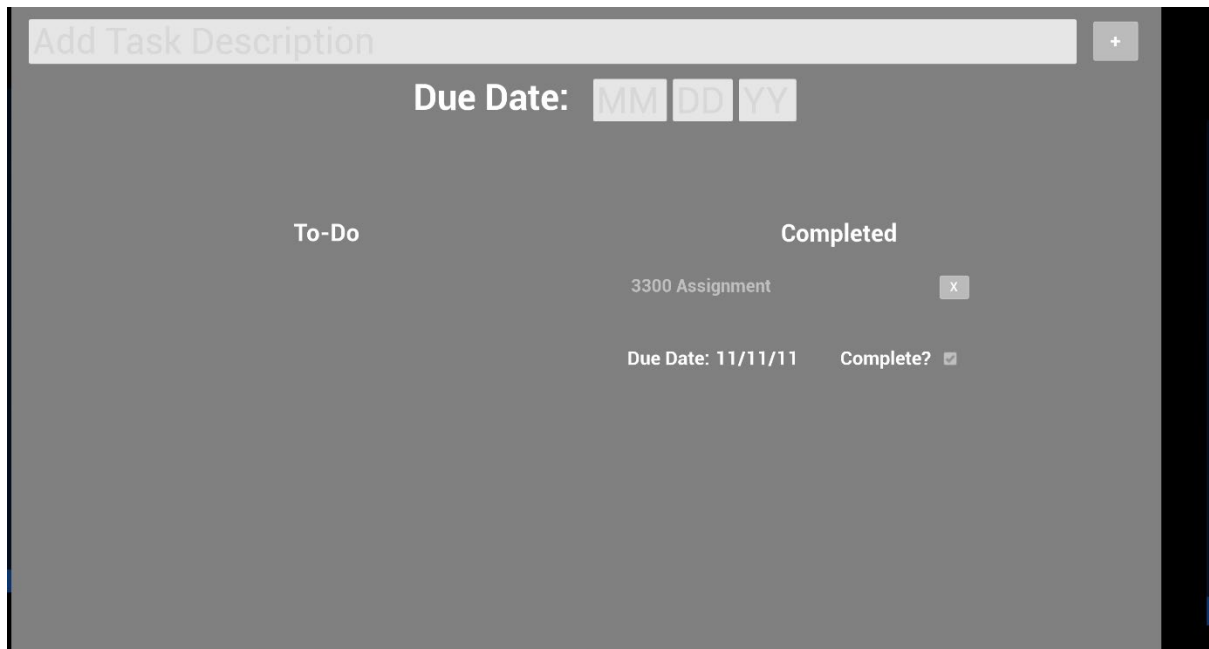 Add Task Description +
Due Date: MM DD YY
To-Do Completed
3300 Assignment X
Due Date: 11/11/11 Complete?